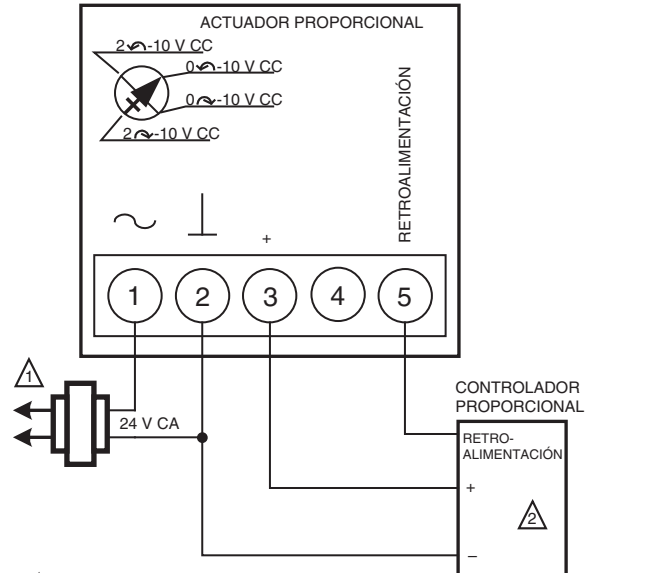 ACTUADOR PROPORCIONAL
2 -10 V CC
0 -10 V CC
0 -10 V CC
2 -10 V CC
RETROALIMENTACIÓN
+
1 2 3 4 5
1
24 V CA
CONTROLADOR
PROPORCIONAL
RETRO-
ALIMENTACIÓN
+
2
–